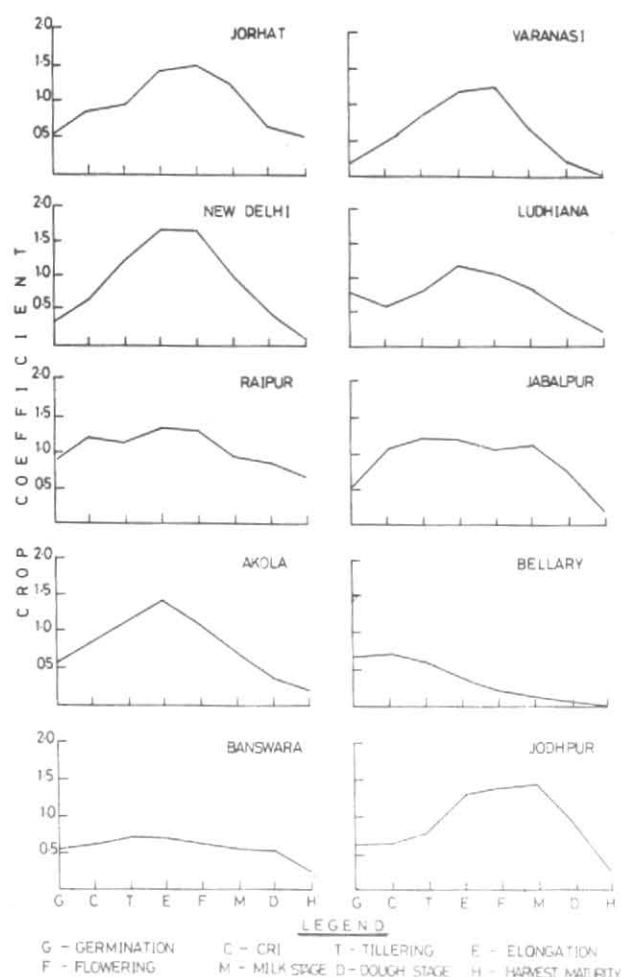 JORHAT
2·0
1·5
1·0
0·5
VARANASI
NEW DELHI
2·0
1·5
1·0
0·5
LUDHIANA
RAIPUR
2·0
1·5
1·0
0·5
JABALPUR
AKOLA
2·0
1·5
1·0
0·5
BELLARY
BANSWARA
2·0
1·5
1·0
0·5
JODHPUR
CROP COEFFICIENT
G C T E F M D H
G C T E F M D H
LEGEND
G - GERMINATION C - CRI T - TILLERING E - ELONGATION
F - FLOWERING M - MILK STAGE D - DOUGH STAGE H - HARVEST MATURITY